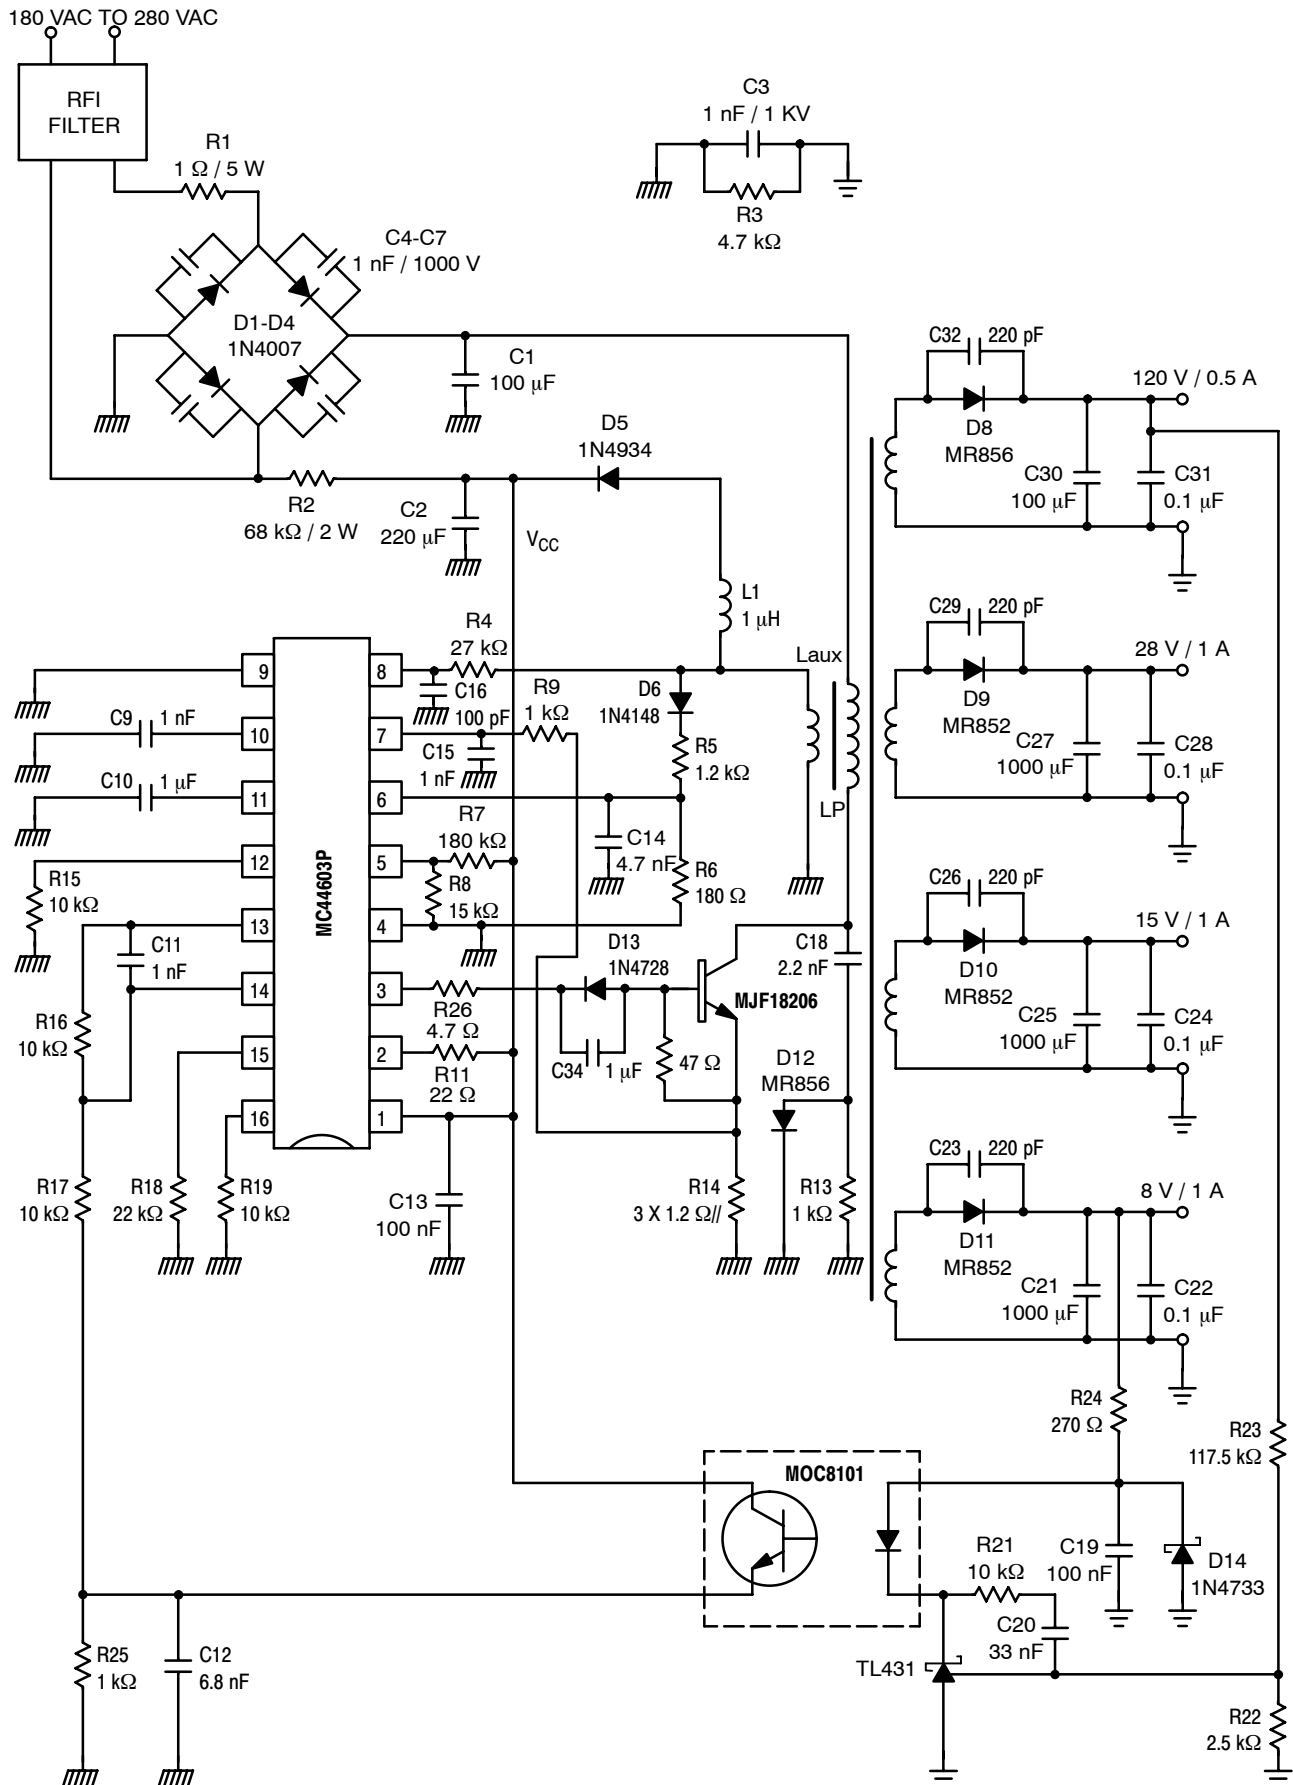 180 VAC TO 280 VAC
RFI
FILTER
R1
1 Ω / 5 W
C3
1 nF / 1 KV
R3
4.7 kΩ
C4-C7
1 nF / 1000 V
D1-D4
1N4007
C1
100 µF
D5
1N4934
R2
68 kΩ / 2 W
C2
220 µF
VCC
L1
1 µH
C32
220 pF
120 V / 0.5 A
D8
MR856
C30
100 µF
C31
0.1 µF
R4
27 kΩ
C16
100 pF
R9
1 kΩ
D6
1N4148
Laux
LP
C29
220 pF
28 V / 1 A
D9
MR852
C27
1000 µF
C28
0.1 µF
9
8
C9
1 nF
10
7
C15
1 nF
R5
1.2 kΩ
C10
1 µF
11
6
R7
180 kΩ
C14
4.7 nF
12
5
R8
15 kΩ
R6
180 Ω
MC44603P
R15
10 kΩ
13
4
C11
1 nF
D13
1N4728
C18
2.2 nF
C26
220 pF
15 V / 1 A
D10
MR852
C25
1000 µF
C24
0.1 µF
14
3
R26
4.7 Ω
MJF18206
R16
10 kΩ
15
2
R11
22 Ω
C34
1 µF
47 Ω
D12
MR856
16
1
R17
10 kΩ
R18
22 kΩ
R19
10 kΩ
C13
100 nF
R14
3 X 1.2 Ω//
R13
1 kΩ
C23
220 pF
8 V / 1 A
D11
MR852
C21
1000 µF
C22
0.1 µF
R24
270 Ω
R23
117.5 kΩ
MOC8101
R21
10 kΩ
C19
100 nF
D14
1N4733
C20
33 nF
R25
1 kΩ
C12
6.8 nF
TL431
R22
2.5 kΩ